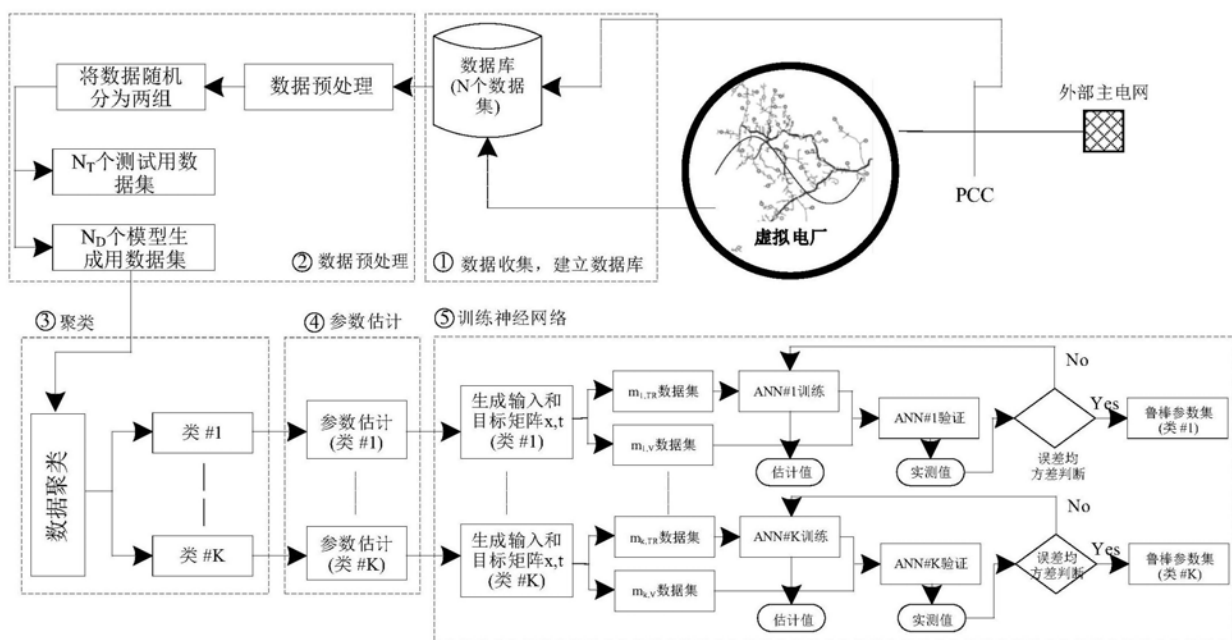 将数据随机
分为两组
数据预处理
数据库
(N个数据
集)
外部主电网
N_T个测试用数
据集
PCC
N_D个模型生
成用数据集
虚拟电厂
② 数据预处理
① 数据收集，建立数据库
③ 聚类
④ 参数估计
⑤ 训练神经网络
No
数据聚类
类 #1
参数估计
(类 #1)
生成输入和
目标矩阵x,t
(类 #1)
m1,TR数据集
m1,V数据集
ANN#1训练
ANN#1验证
估计值
实测值
误差均
方差判断
Yes
鲁棒参数集
(类 #1)
No
类 #K
参数估计
(类 #K)
生成输入和
目标矩阵x,t
(类 #K)
mk,TR数据集
mk,V数据集
ANN#K训练
ANN#K验证
估计值
实测值
误差均
方差判断
Yes
鲁棒参数集
(类 #K)